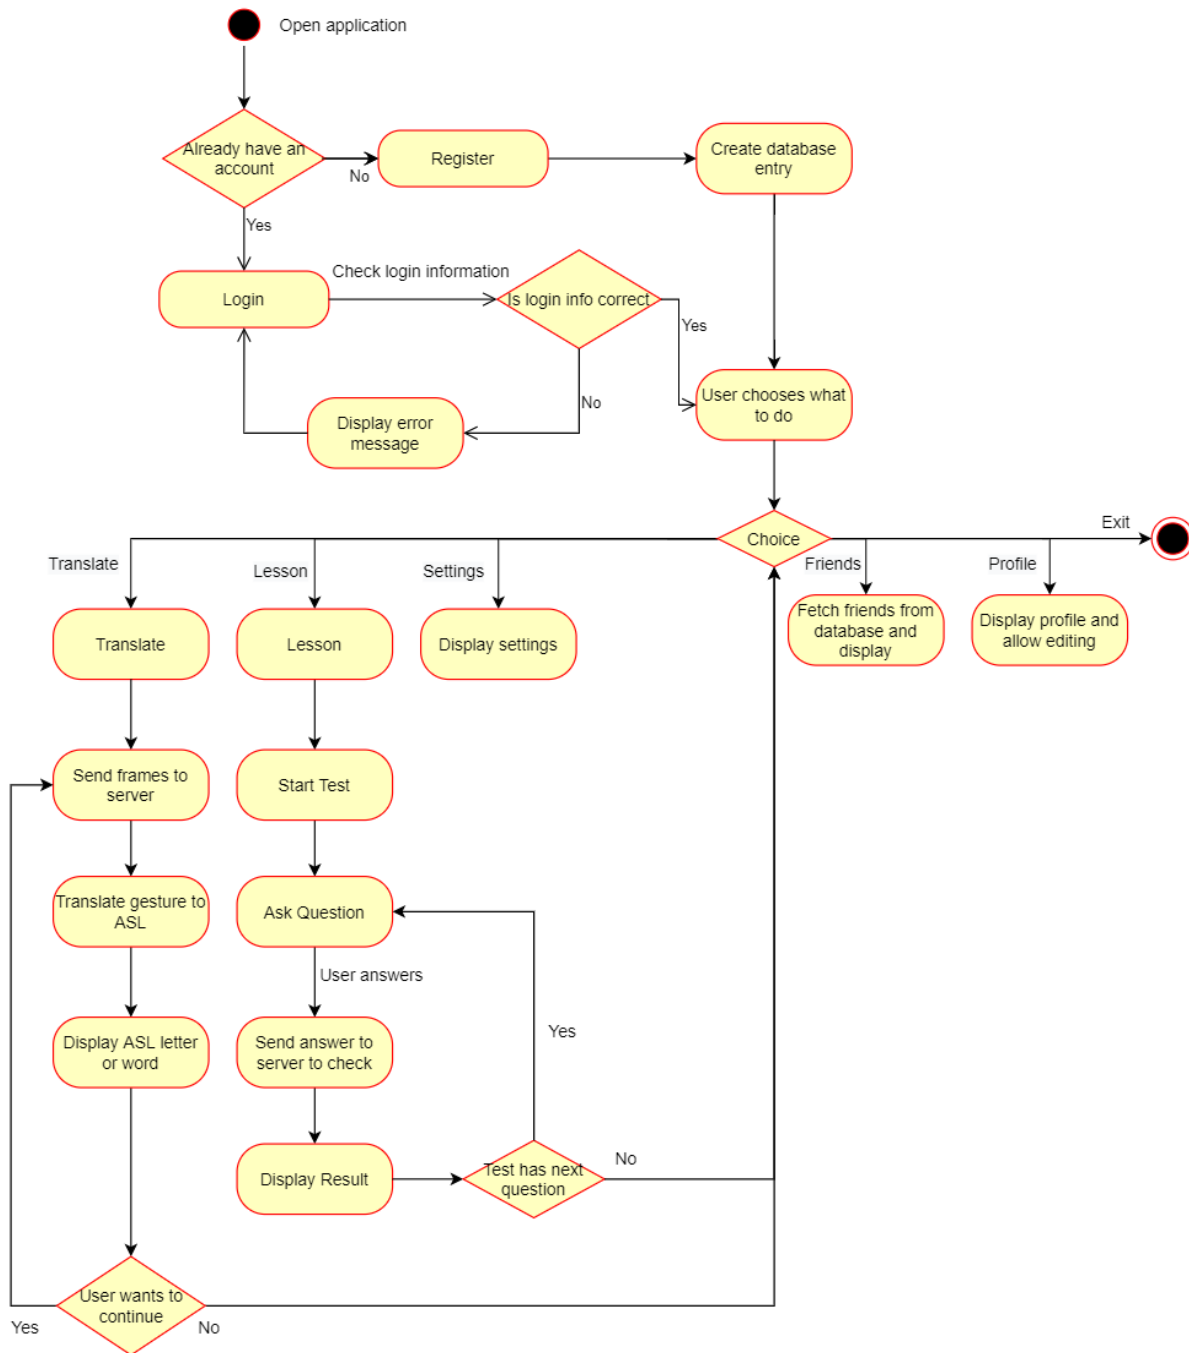 Open application
Already have an
account
No
Register
Create database
entry
Yes
Check login information
Login
Is login info correct
Yes
No
Display error
message
User chooses what
to do
Choice
Exit
Translate
Lesson
Settings
Friends
Profile
Translate
Lesson
Display settings
Fetch friends from
database and
display
Display profile and
allow editing
Send frames to
server
Start Test
Translate gesture to
ASL
Ask Question
User answers
Yes
Display ASL letter
or word
Send answer to
server to check
Display Result
Test has next
question
No
User wants to
continue
Yes
No